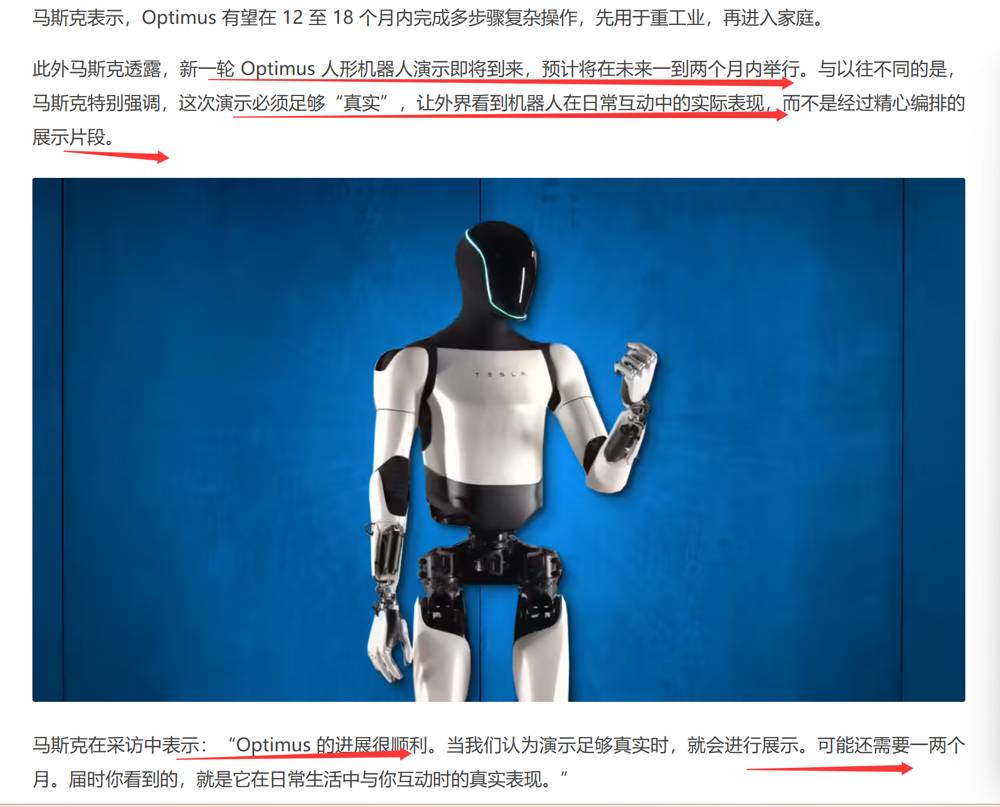 马斯克表示，Optimus 有望在 12 至 18 个月内完成多步骤复杂操作，先用于重工业，再进入家庭。
此外马斯克透露，新一轮 Optimus 人形机器人演示即将到来，预计将在未来一到两个月内举行。与以往不同的是，
马斯克特别强调，这次演示必须足够“真实”，让外界看到机器人在日常互动中的实际表现，而不是经过精心编排的
展示片段。
TESLA
马斯克在采访中表示：“Optimus 的进展很顺利。当我们认为演示足够真实时，就会进行展示。可能还需要一两个
月。届时你看到的，就是它在日常生活中与你互动时的真实表现。”